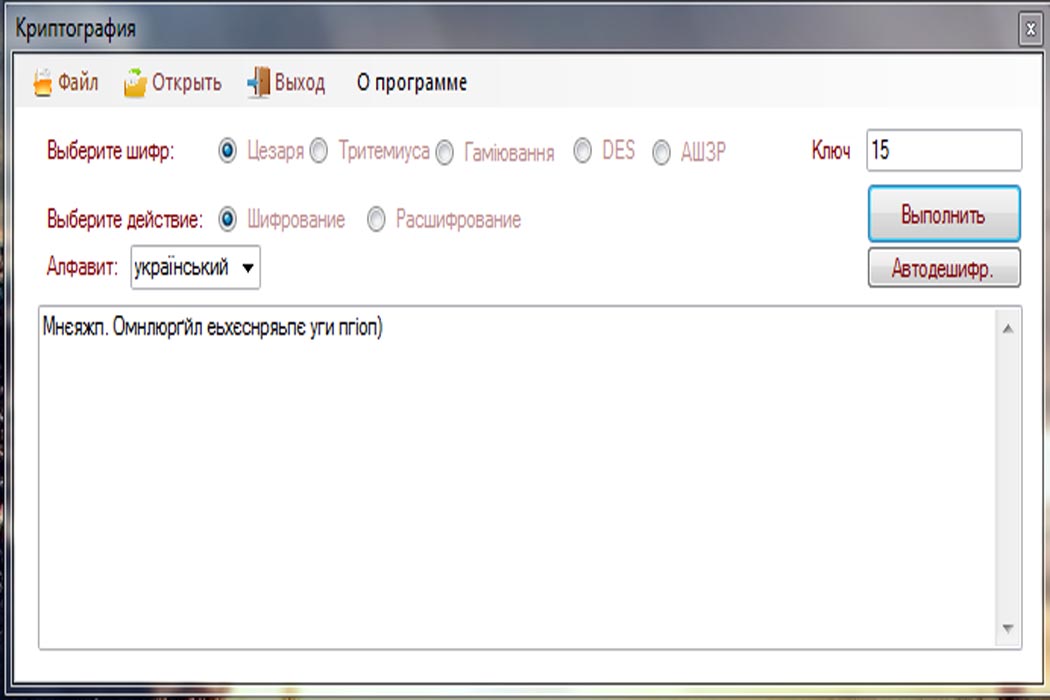 Криптография
Файл Открыть Выход О программе
Выберите шифр: Цезаря Тритемиуса Гаміювання DES АШЗР Ключ 15
Выберите действие: Шифрование Расшифрование Выполнить
Алфавит: український Автодешифр.
Мнєяжп. Омнлюрґйл еьхєснряьпє уги пгіоп)